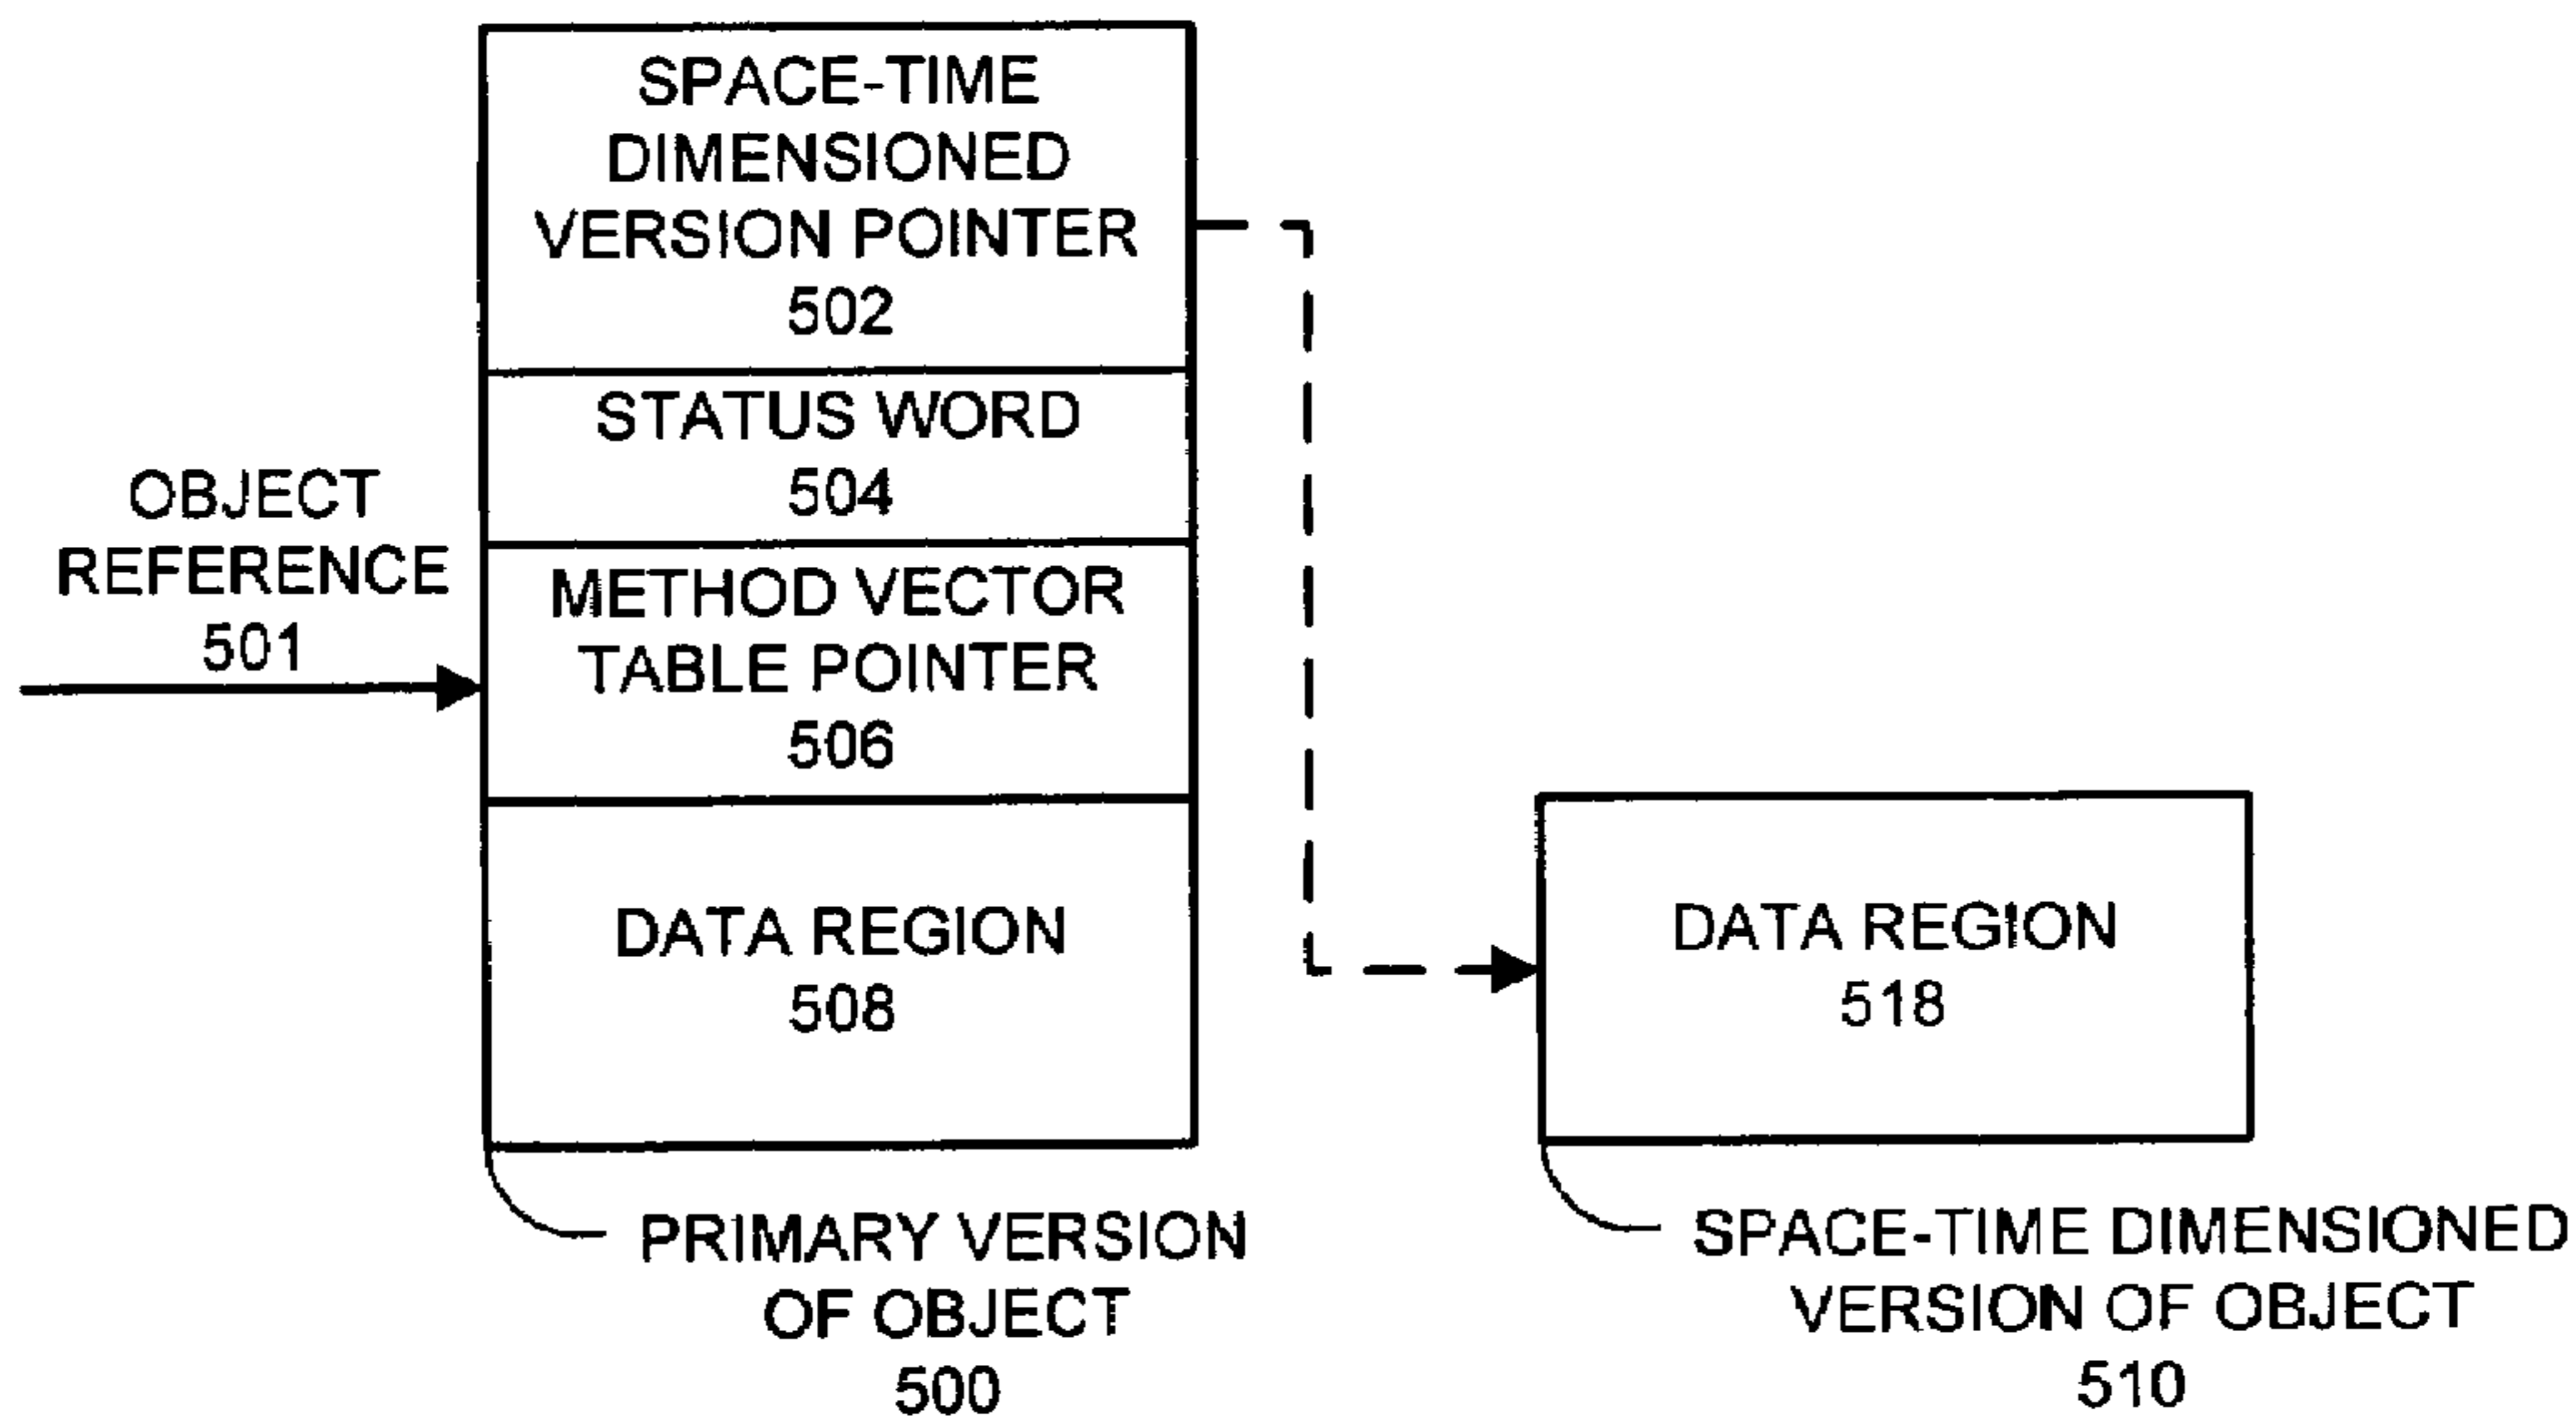 SPACE-TIME
DIMENSIONED
VERSION POINTER
502
STATUS WORD
504
OBJECT
REFERENCE
501
METHOD VECTOR
TABLE POINTER
506
DATA REGION
508
DATA REGION
518
PRIMARY VERSION
OF OBJECT
500
SPACE-TIME DIMENSIONED
VERSION OF OBJECT
510